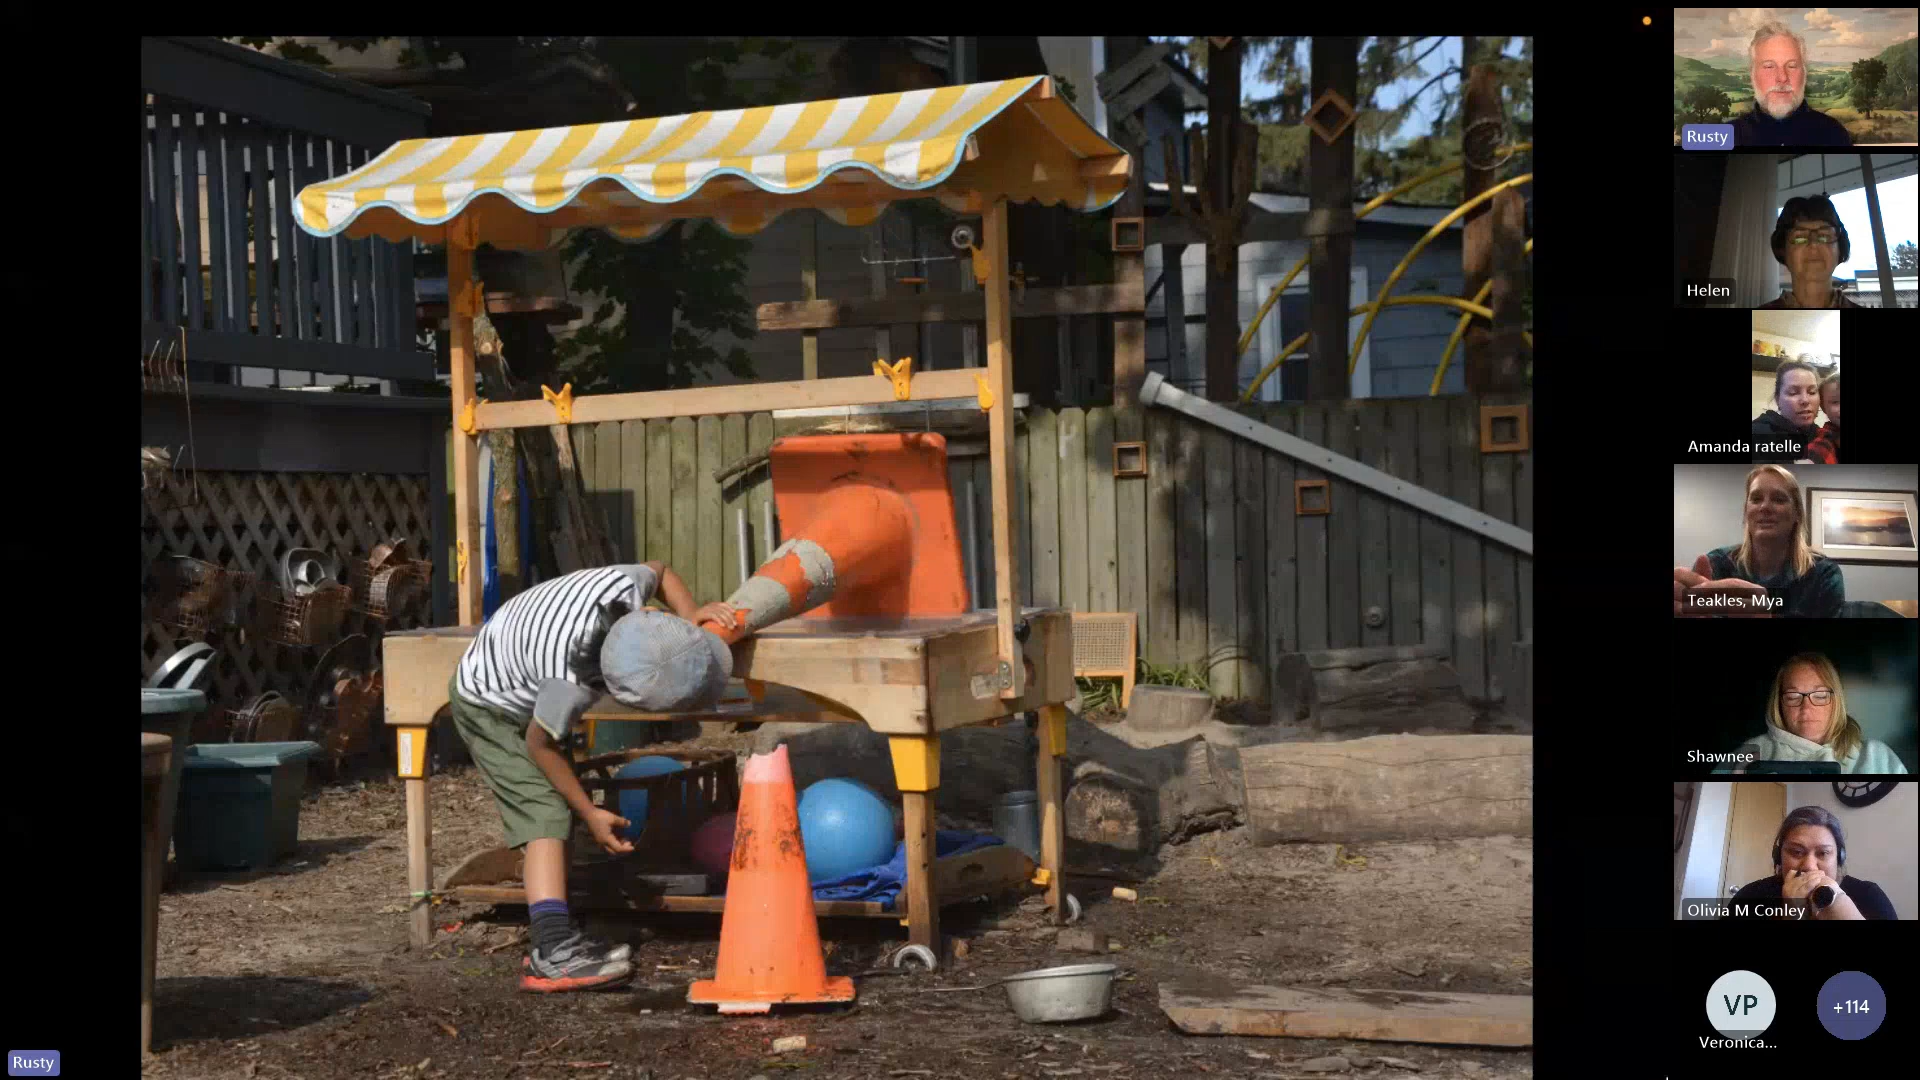 Rusty
Helen
Amanda ratelle
Teakles, Mya
Shawnee
Olivia M Conley
VP
+114
Veronica...
Rusty